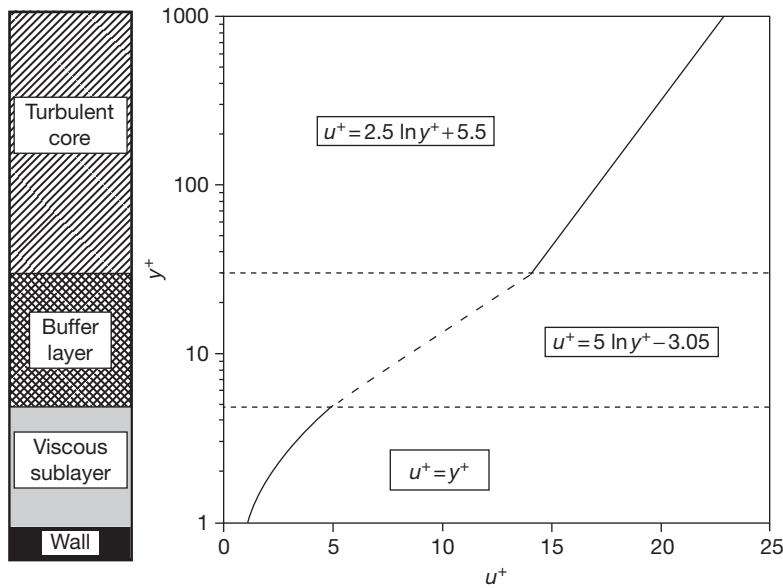 Turbulent
core
Buffer
layer
Viscous
sublayer
Wall
1000
100
10
1
y⁺
u⁺ = 2.5 ln y⁺ + 5.5
u⁺ = 5 ln y⁺ − 3.05
u⁺ = y⁺
0
5
10
15
20
25
u⁺